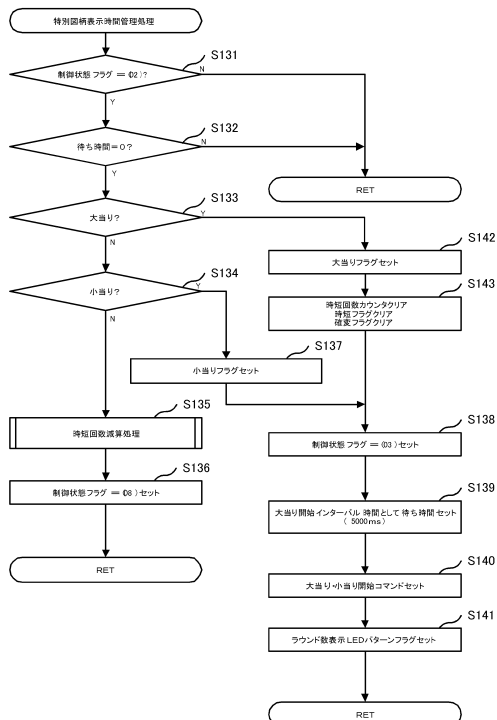 特別図柄表示時間管理処理
S131
制御状態フラグ =(02)?
N
Y
S132
待ち時間=0?
N
Y
RET
S133
大当り?
Y
N
S142
大当りフラグセット
S134
小当り?
Y
N
S143
時短回数カウンタクリア
時短フラグクリア
確変フラグクリア
S137
小当りフラグセット
S135
時短回数減算処理
S138
制御状態フラグ =(03)セット
S136
制御状態フラグ =(08)セット
S139
大当り開始インターバル 時間として 待ち時間 セット
( 5000ms)
RET
S140
大当り・小当り開始コマンドセット
S141
ラウンド数表示LEDパターンフラグセット
RET